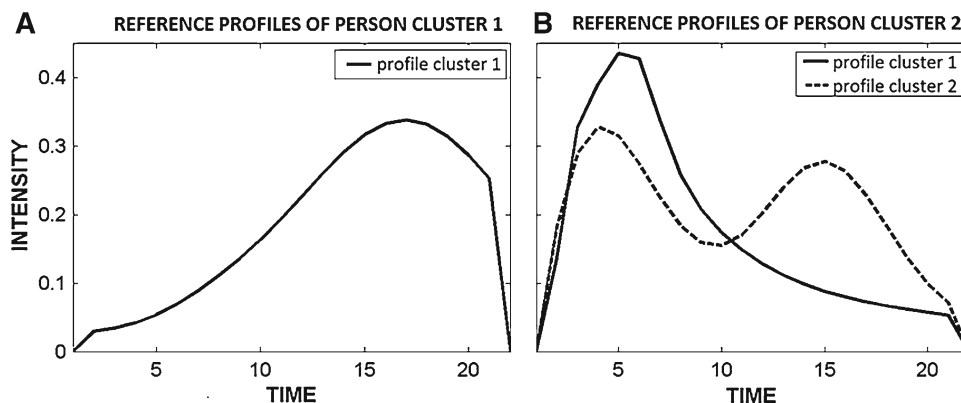 A REFERENCE PROFILES OF PERSON CLUSTER 1
profile cluster 1
INTENSITY
0.4
0.3
0.2
0.1
0
5 10 15 20
TIME
B REFERENCE PROFILES OF PERSON CLUSTER 2
profile cluster 1
profile cluster 2
5 10 15 20
TIME